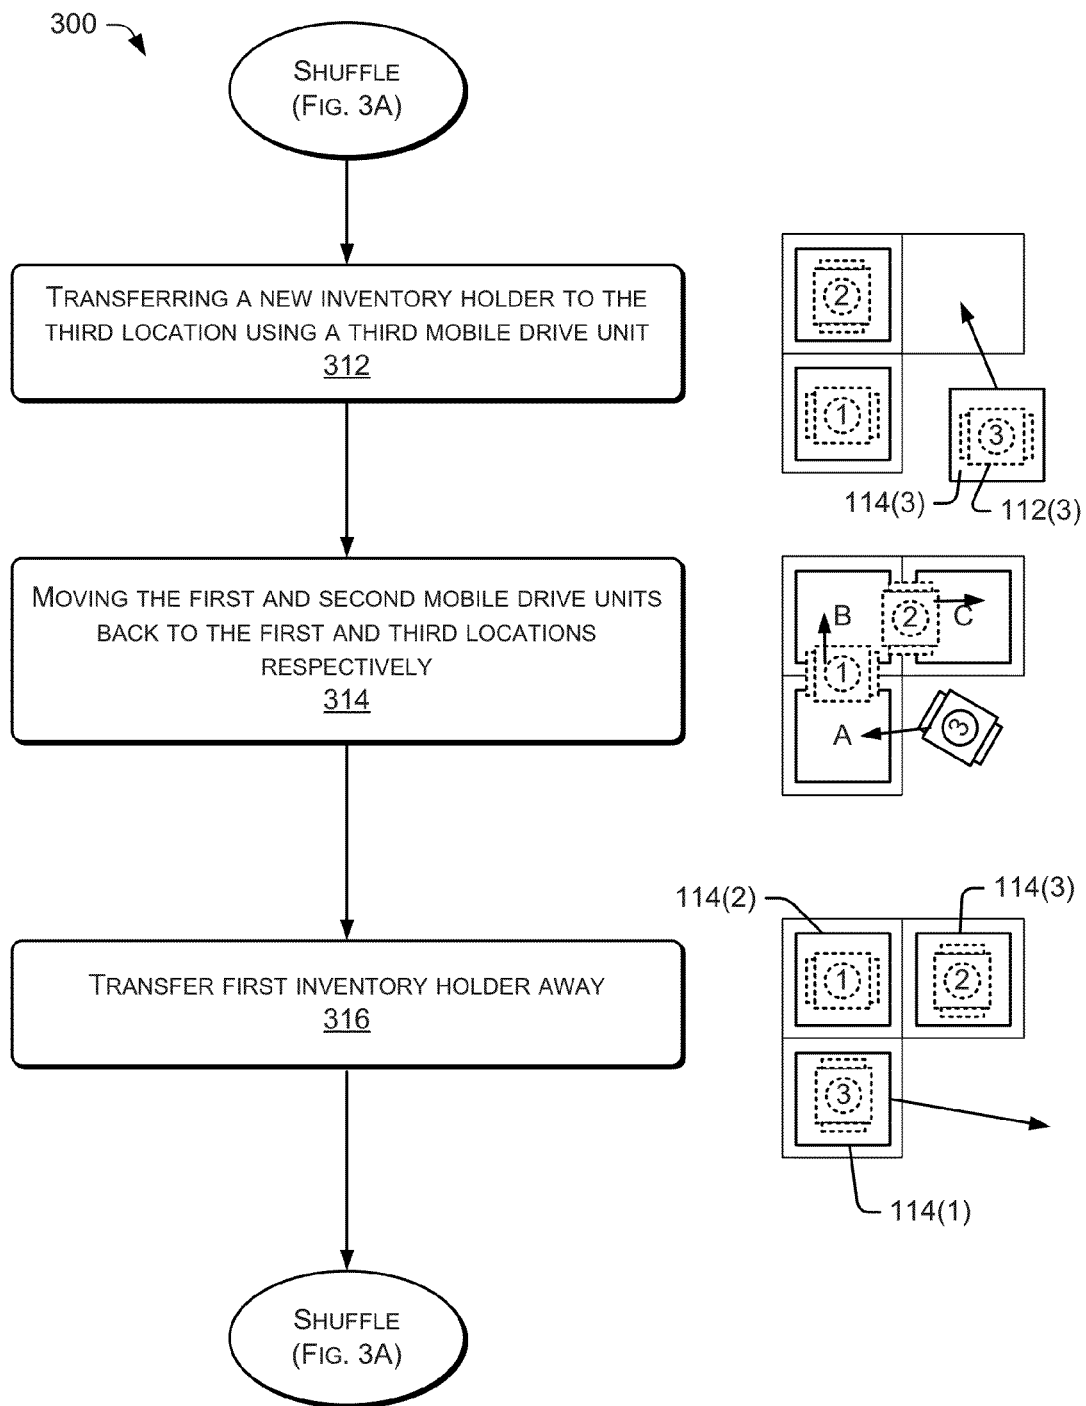 300
SHUFFLE
(FIG. 3A)
TRANSFERRING A NEW INVENTORY HOLDER TO THE
THIRD LOCATION USING A THIRD MOBILE DRIVE UNIT
312
2
1
3
114(3)
112(3)
MOVING THE FIRST AND SECOND MOBILE DRIVE UNITS
BACK TO THE FIRST AND THIRD LOCATIONS
RESPECTIVELY
314
B
2
C
1
A
3
114(2)
114(3)
TRANSFER FIRST INVENTORY HOLDER AWAY
316
1
2
3
114(1)
SHUFFLE
(FIG. 3A)